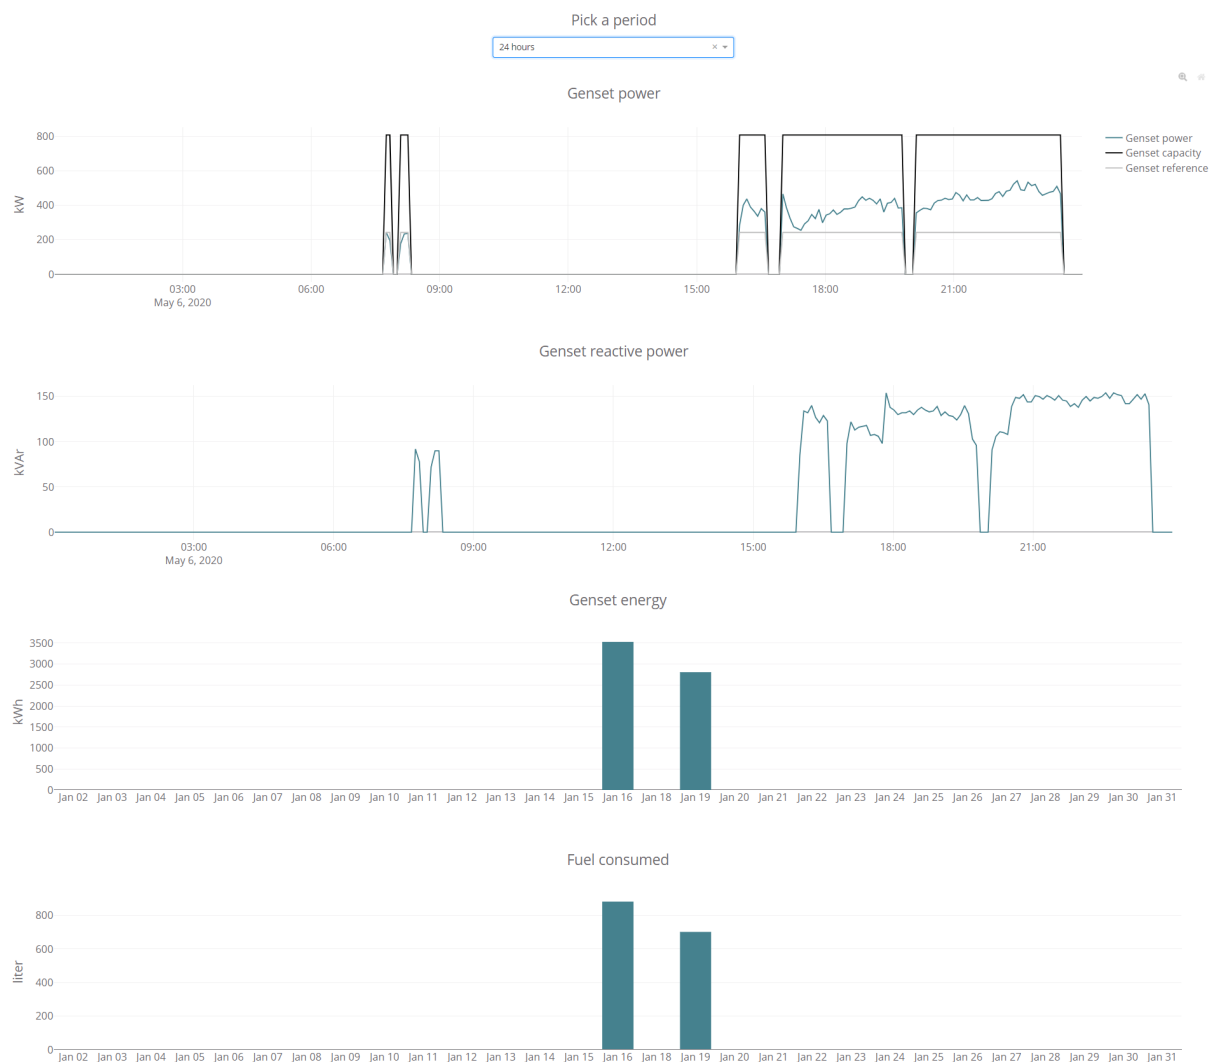 Pick a period
24 hours
Genset power
800
600
400
200
0
kW
03:00 06:00 09:00 12:00 15:00 18:00 21:00
May 6, 2020
Genset power
Genset capacity
Genset reference
Genset reactive power
150
100
50
0
kVAr
03:00 06:00 09:00 12:00 15:00 18:00 21:00
May 6, 2020
Genset energy
3500
3000
2500
2000
1500
1000
500
0
kWh
Jan 02 Jan 03 Jan 04 Jan 05 Jan 06 Jan 07 Jan 08 Jan 09 Jan 10 Jan 11 Jan 12 Jan 13 Jan 14 Jan 15 Jan 16 Jan 18 Jan 19 Jan 20 Jan 21 Jan 22 Jan 23 Jan 24 Jan 25 Jan 26 Jan 27 Jan 28 Jan 29 Jan 30 Jan 31
Fuel consumed
800
600
400
200
0
liter
Jan 02 Jan 03 Jan 04 Jan 05 Jan 06 Jan 07 Jan 08 Jan 09 Jan 10 Jan 11 Jan 12 Jan 13 Jan 14 Jan 15 Jan 16 Jan 18 Jan 19 Jan 20 Jan 21 Jan 22 Jan 23 Jan 24 Jan 25 Jan 26 Jan 27 Jan 28 Jan 29 Jan 30 Jan 31